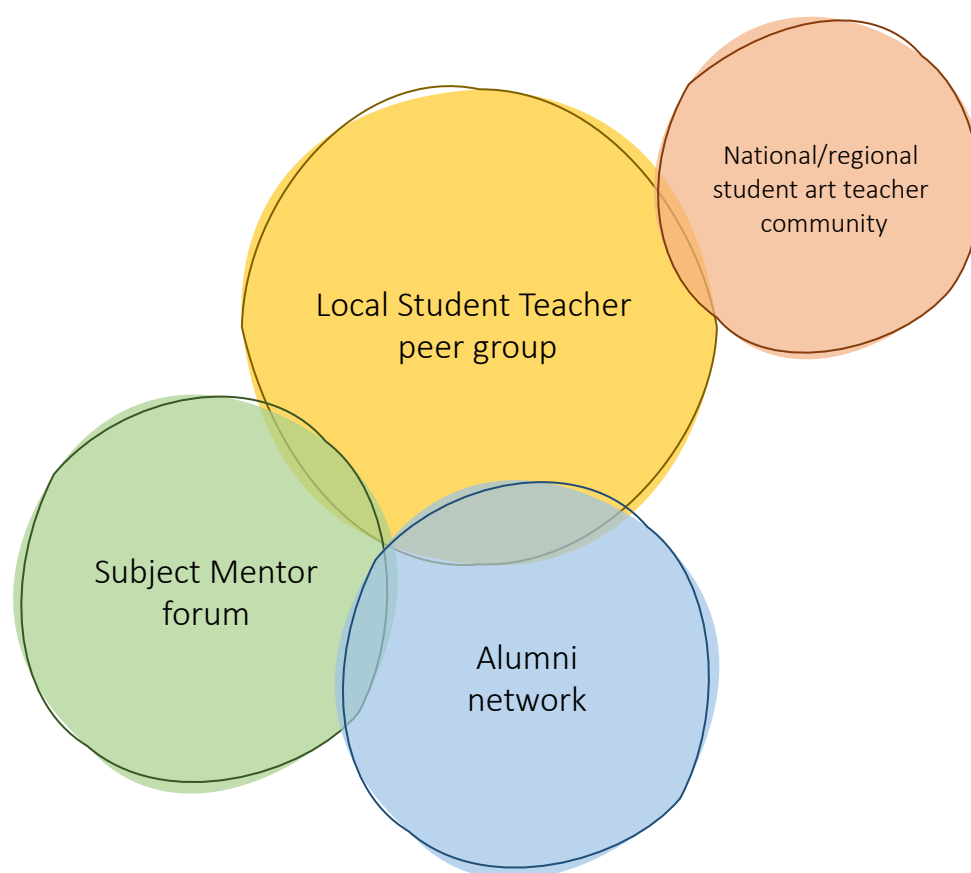 National/regional
student art teacher
community
Local Student Teacher
peer group
Subject Mentor
forum
Alumni
network